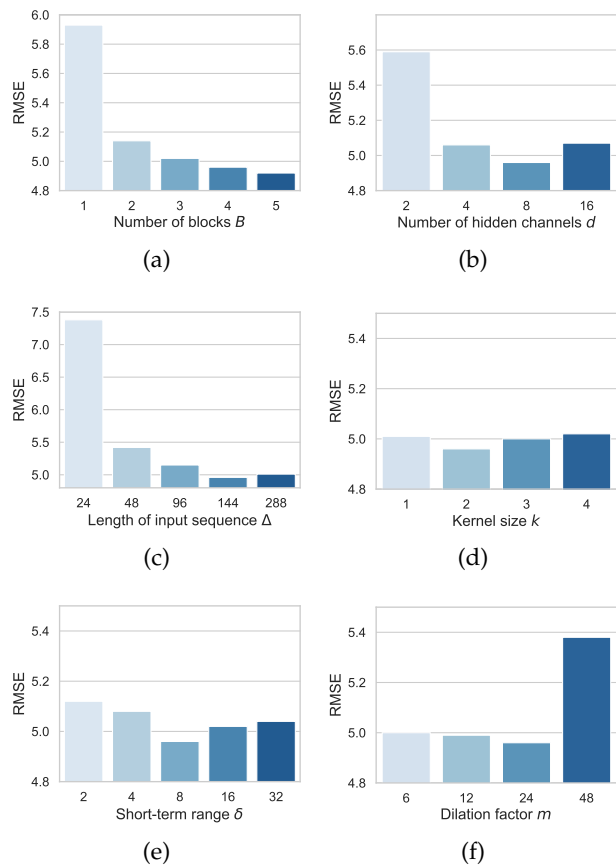 6.0
5.8
5.6
5.4
5.2
5.0
4.8
RMSE
1 2 3 4 5
Number of blocks B
(a)
5.6
5.4
5.2
5.0
4.8
RMSE
2 4 8 16
Number of hidden channels d
(b)
7.5
7.0
6.5
6.0
5.5
5.0
RMSE
24 48 96 144 288
Length of input sequence Δ
(c)
5.4
5.2
5.0
4.8
RMSE
1 2 3 4
Kernel size k
(d)
5.4
5.2
5.0
4.8
RMSE
2 4 8 16 32
Short-term range δ
(e)
5.4
5.2
5.0
4.8
RMSE
6 12 24 48
Dilation factor m
(f)